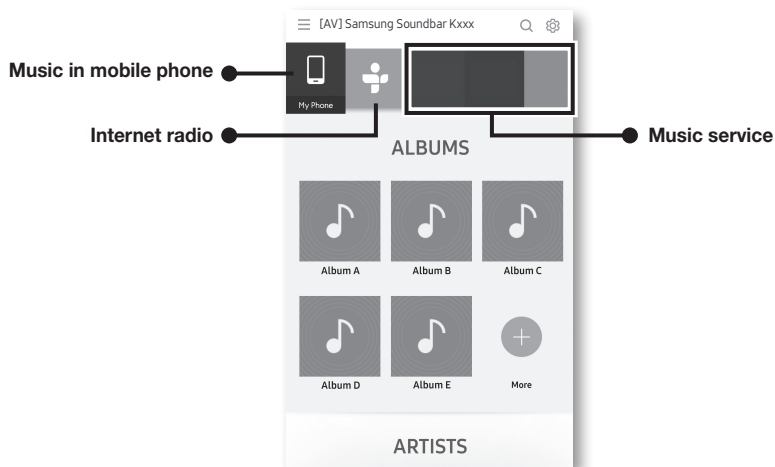 [AV] Samsung Soundbar Kxxx
Music in mobile phone
My Phone
Internet radio
Music service
ALBUMS
Album A
Album B
Album C
Album D
Album E
More
ARTISTS